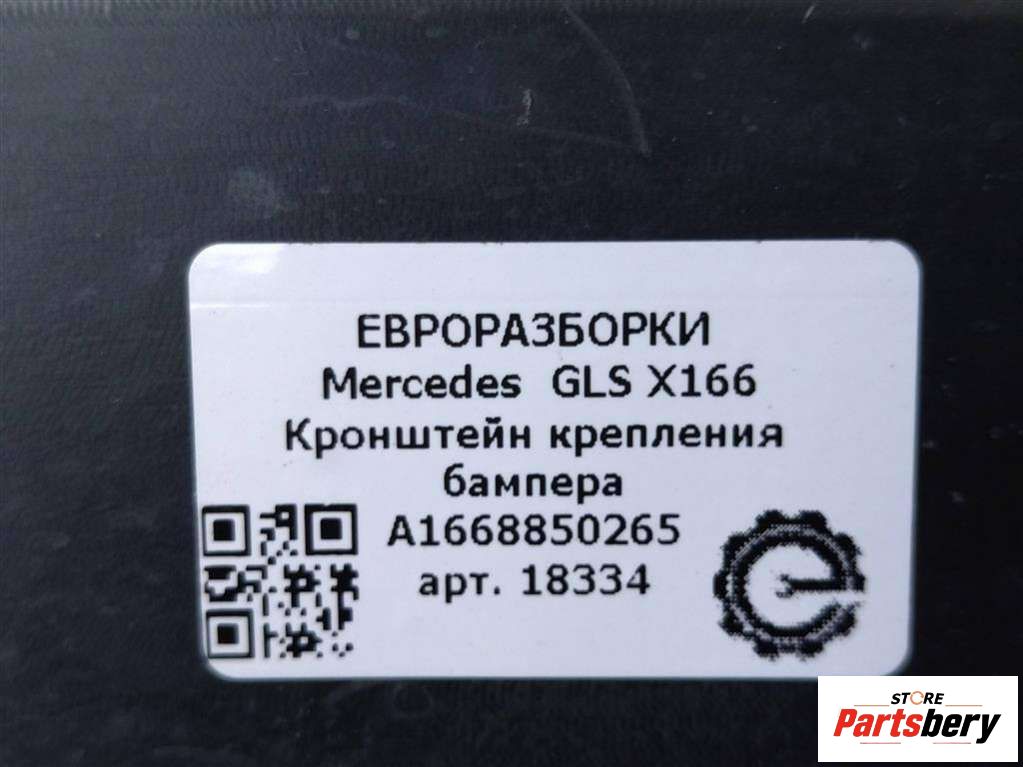 ЕВРОРАЗБОРКИ
Mercedes GLS X166
Кронштейн крепления
бампера
A1668850265
арт. 18334
STORE
Partsbery